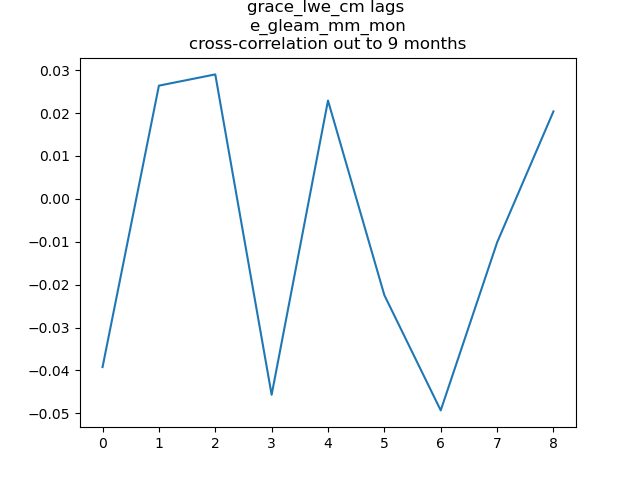 grace_lwe_cm lags
e_gleam_mm_mon
cross-correlation out to 9 months
0.03
0.02
0.01
0.00
−0.01
−0.02
−0.03
−0.04
−0.05
0 1 2 3 4 5 6 7 8